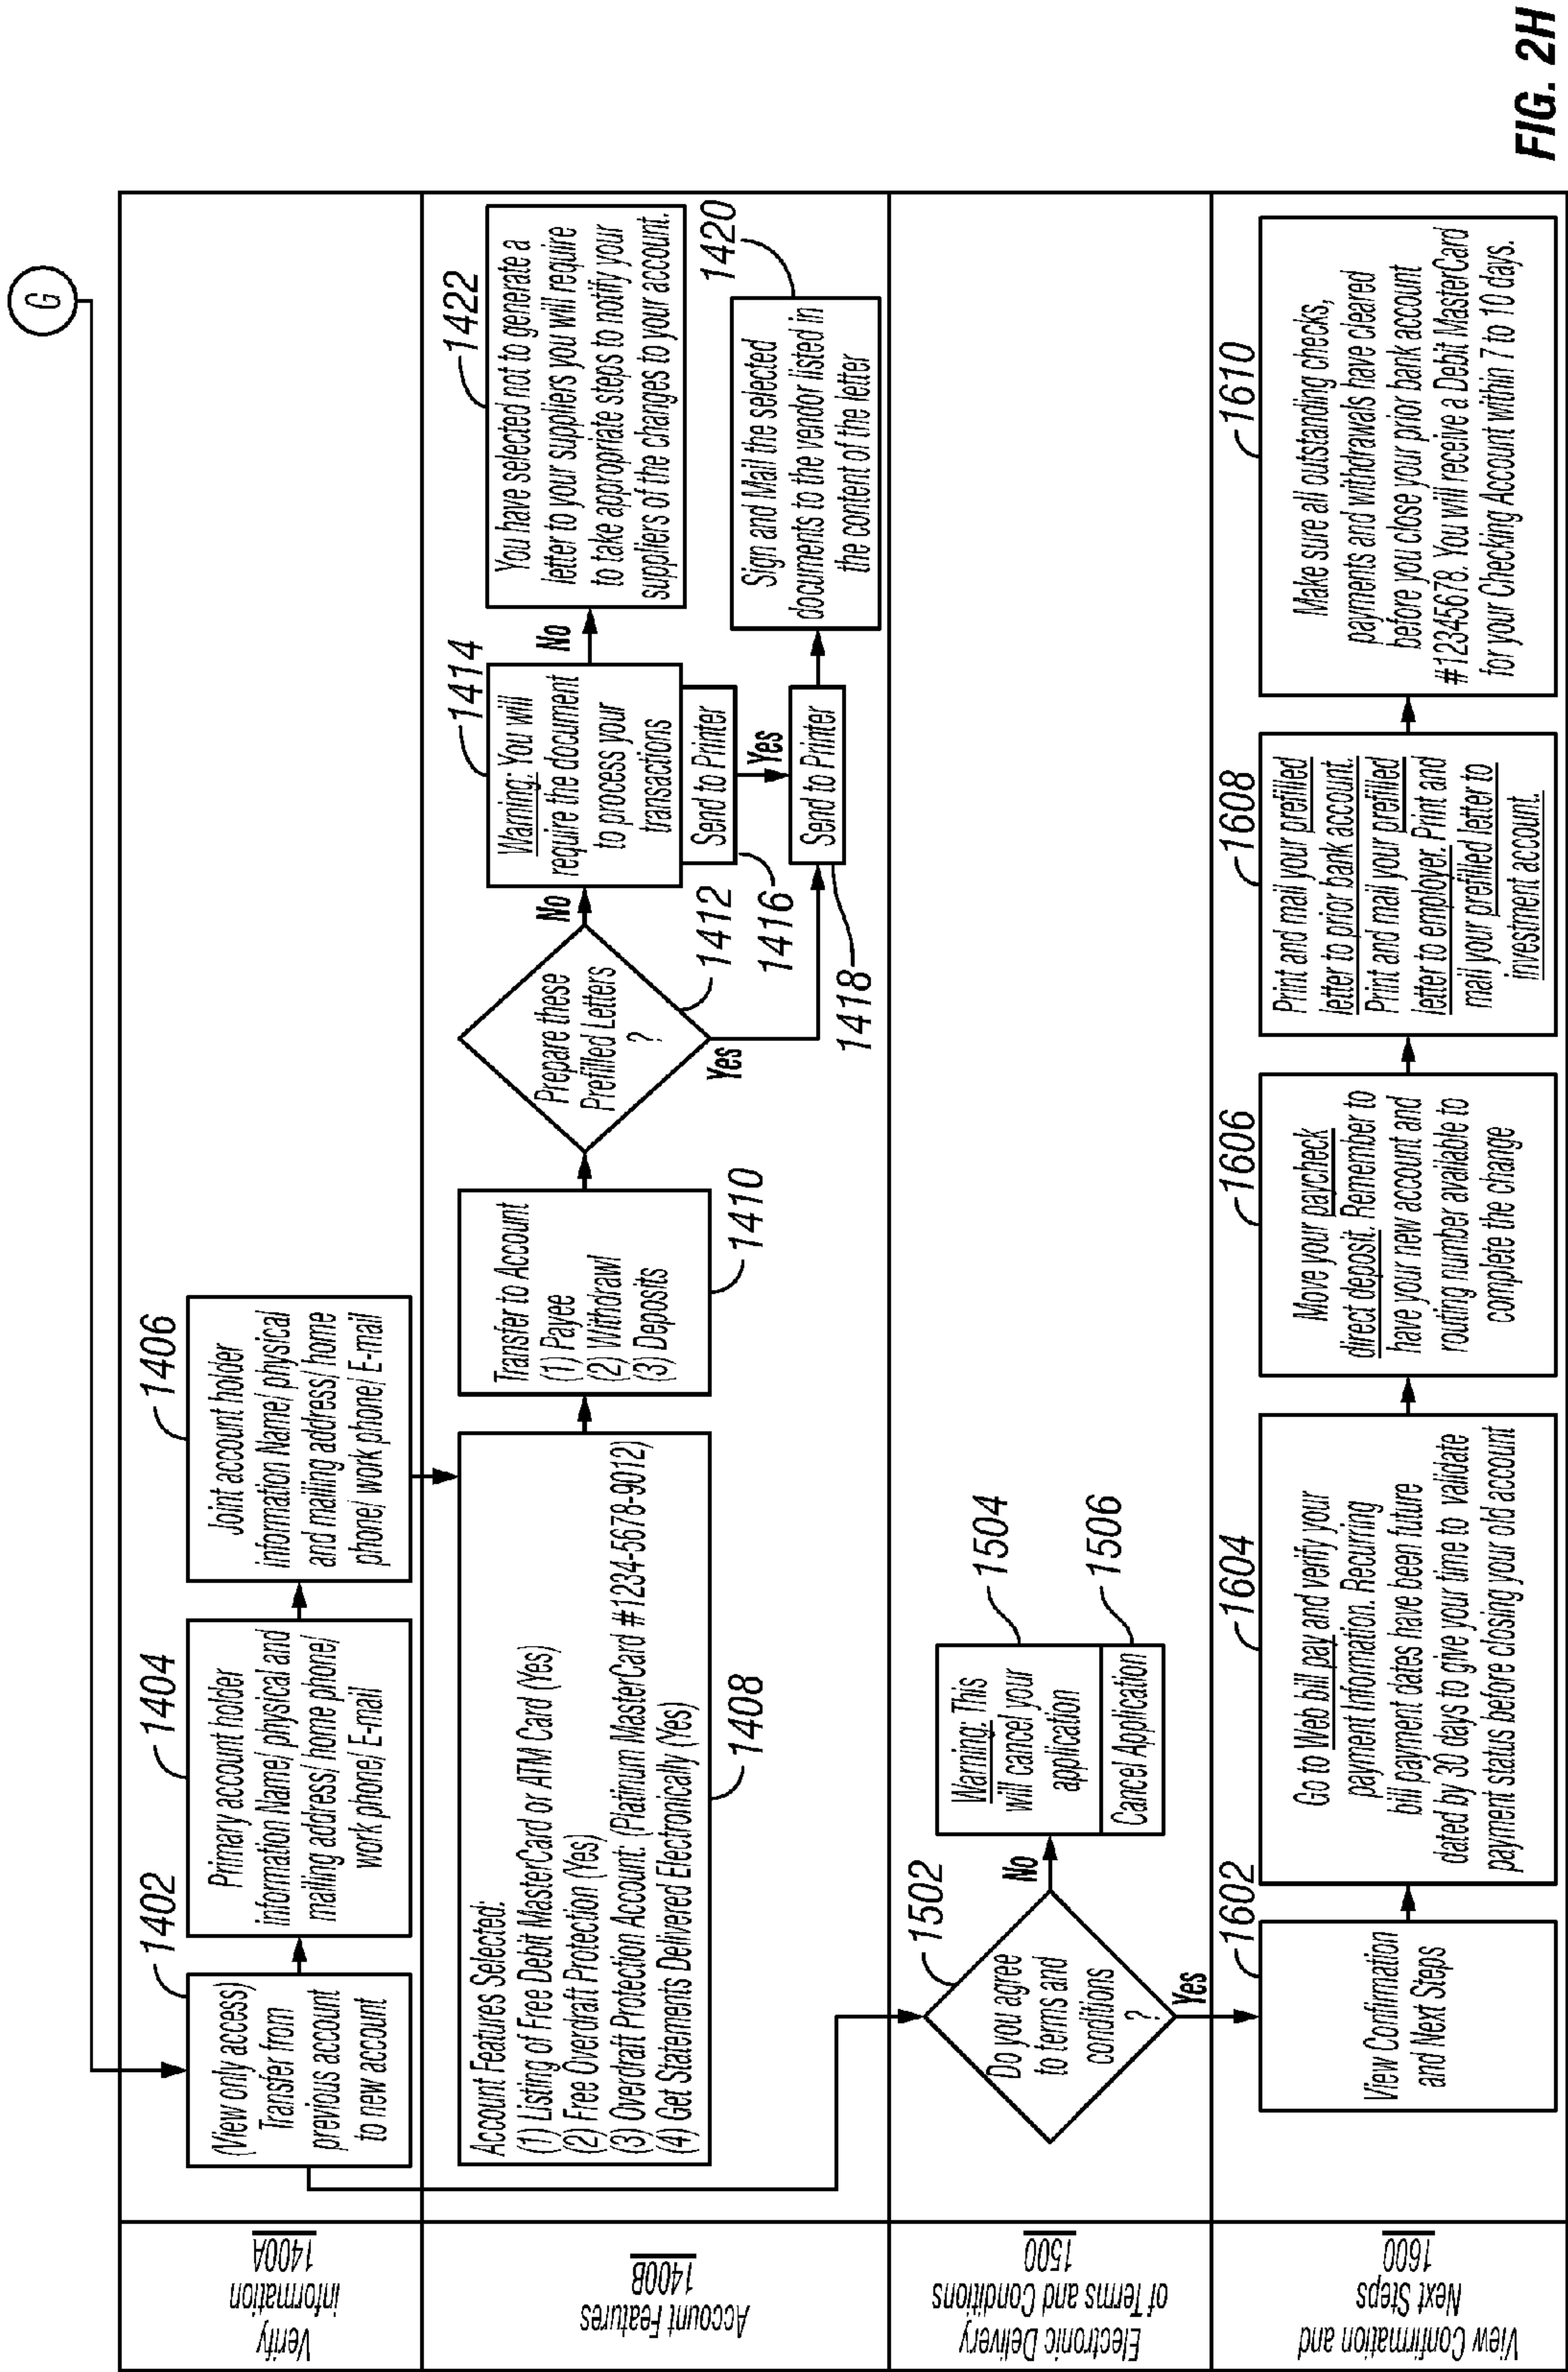 G
Verify
information
1400A
1402
(View only access)
Transfer from
previous account
to new account
1404
Primary account holder
information Name/ physical and
mailing address/ home phone/
work phone/ E-mail
1406
Joint account holder
information Name/ physical
and mailing address/ home
phone/ work phone/ E-mail
Account Features
1400B
Account Features Selected:
(1) Listing of Free Debit MasterCard or ATM Card (Yes)
(2) Free Overdraft Protection (Yes)
(3) Overdraft Protection Account: (Platinum MasterCard #1234-5678-9012)
(4) Get Statements Delivered Electronically (Yes)
1408
Transfer to Account
(1) Payee
(2) Withdrawl
(3) Deposits
1410
Prepare these
Prefilled Letters
?
1412
No
Yes
1414
Warning: You will
require the document
to process your
transactions
Send to Printer
1416
No
Yes
Send to Printer
1418
1422
You have selected not to generate a
letter to your suppliers you will require
to take appropriate steps to notify your
suppliers of the changes to your account.
1420
Sign and Mail the selected
documents to the vendor listed in
the content of the letter
Electronic Delivery
of Terms and Conditions
1500
1502
Do you agree
to terms and
conditions
?
No
Yes
Warning: This
will cancel your
application
1504
Cancel Application
1506
View Confirmation and
Next Steps
1600
1602
View Confirmation
and Next Steps
1604
Go to Web bill pay and verify your
payment Information. Recurring
bill payment dates have been future
dated by 30 days to give your time to validate
payment status before closing your old account
1606
Move your paycheck
direct deposit. Remember to
have your new account and
routing number available to
complete the change
1608
Print and mail your prefilled
letter to prior bank account.
Print and mail your prefilled
letter to employer. Print and
mail your prefilled letter to
investment account.
1610
Make sure all outstanding checks,
payments and withdrawals have cleared
before you close your prior bank account
#12345678. You will receive a Debit MasterCard
for your Checking Account within 7 to 10 days.
FIG. 2H